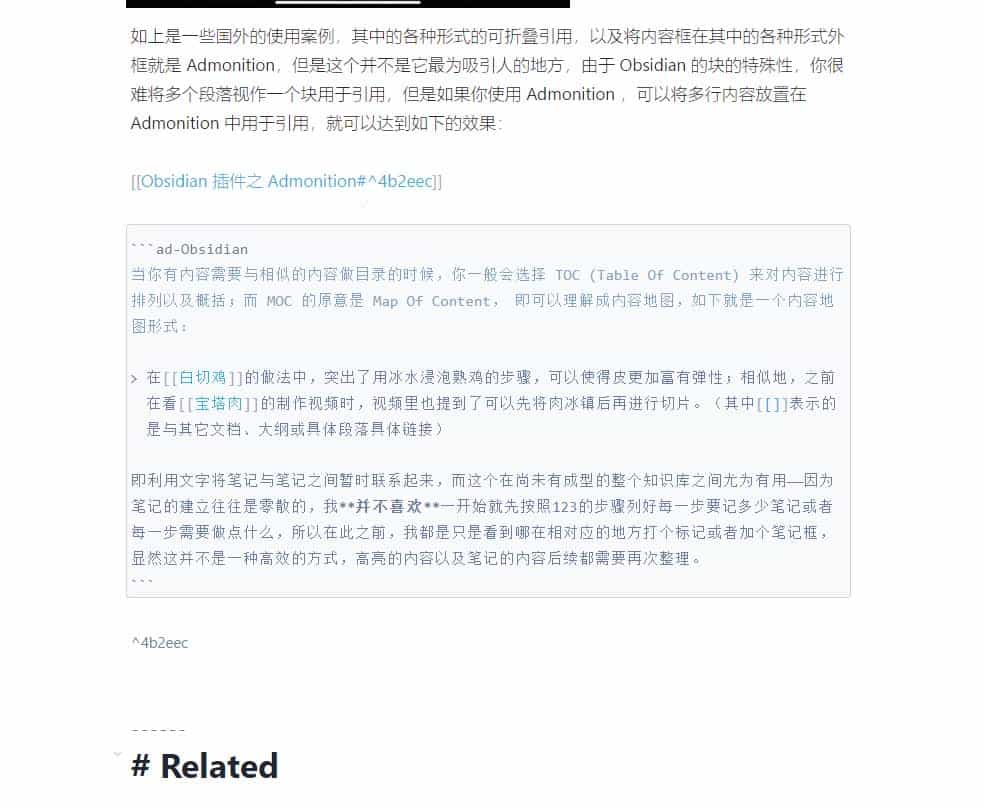 如上是一些国外的使用案例，其中的各种形式的可折叠引用，以及将内容框在其中的各种形式外
框就是 Admonition，但是这个并不是它最为吸引人的地方，由于 Obsidian 的块的特殊性，你很
难将多个段落视作一个块用于引用，但是如果你使用 Admonition ，可以将多行内容放置在
Admonition 中用于引用，就可以达到如下的效果：
[[Obsidian 插件之 Admonition#^4b2eec]]
```ad-Obsidian
当你有内容需要与相似的内容做目录的时候，你一般会选择 TOC (Table Of Content) 来对内容进行
排列以及概括；而 MOC 的原意是 Map Of Content， 即可以理解成内容地图，如下就是一个内容地
图形式：
> 在[[白切鸡]]的做法中，突出了用冰水浸泡熟鸡的步骤，可以使得皮更加富有弹性；相似地，之前
在看[[宝塔肉]]的制作视频时，视频里也提到了可以先将肉冰镇后再进行切片。（其中[[]]表示的
是与其它文档、大纲或具体段落具体链接）
即利用文字将笔记与笔记之间暂时联系起来，而这个在尚未有成型的整个知识库之间尤为有用——因为
笔记的建立往往是零散的，我**并不喜欢**一开始就先按照123的步骤列好每一步要记多少笔记或者
每一步需要做点什么，所以在此之前，我都是只是看到哪在相对应的地方打个标记或者加个笔记框，
显然这并不是一种高效的方式，高亮的内容以及笔记的内容后续都需要再次整理。
```
^4b2eec
------
# Related